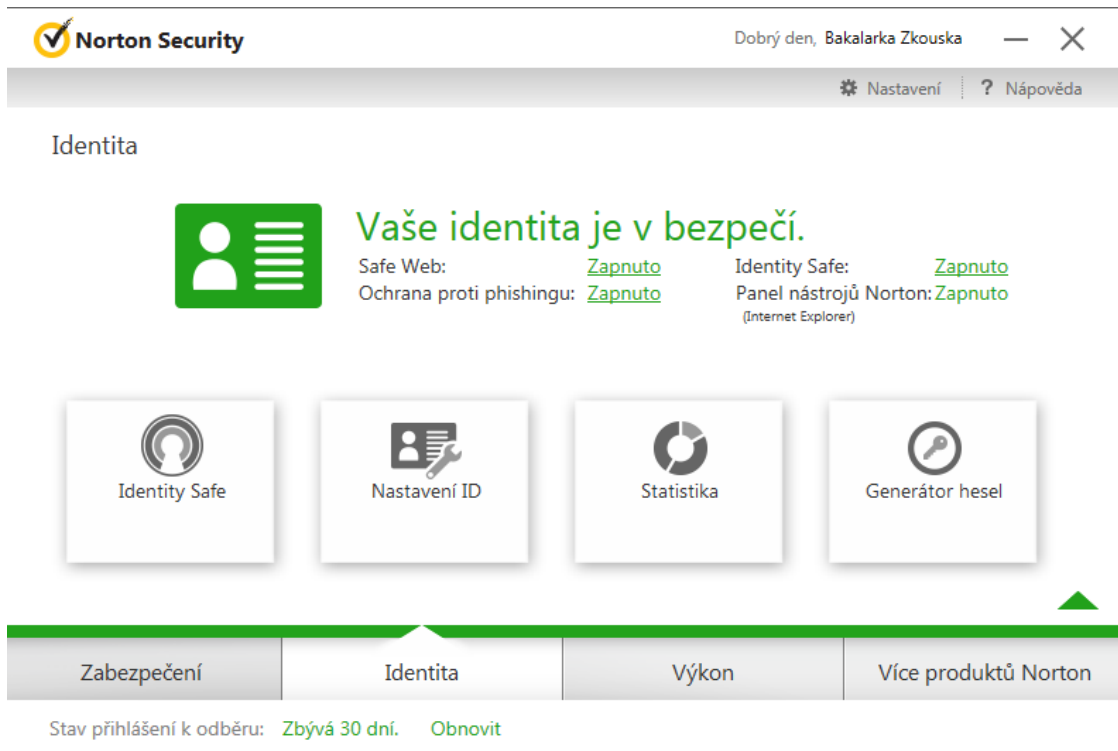 Norton Security
Dobrý den, Bakalarka Zkouska
Nastavení ? Nápověda
Identita
Vaše identita je v bezpečí.
Safe Web: Zapnuto Identity Safe: Zapnuto
Ochrana proti phishingu: Zapnuto Panel nástrojů Norton: Zapnuto
(Internet Explorer)
Identity Safe Nastavení ID Statistika Generátor hesel
Zabezpečení Identita Výkon Více produktů Norton
Stav přihlášení k odběru: Zbývá 30 dní. Obnovit